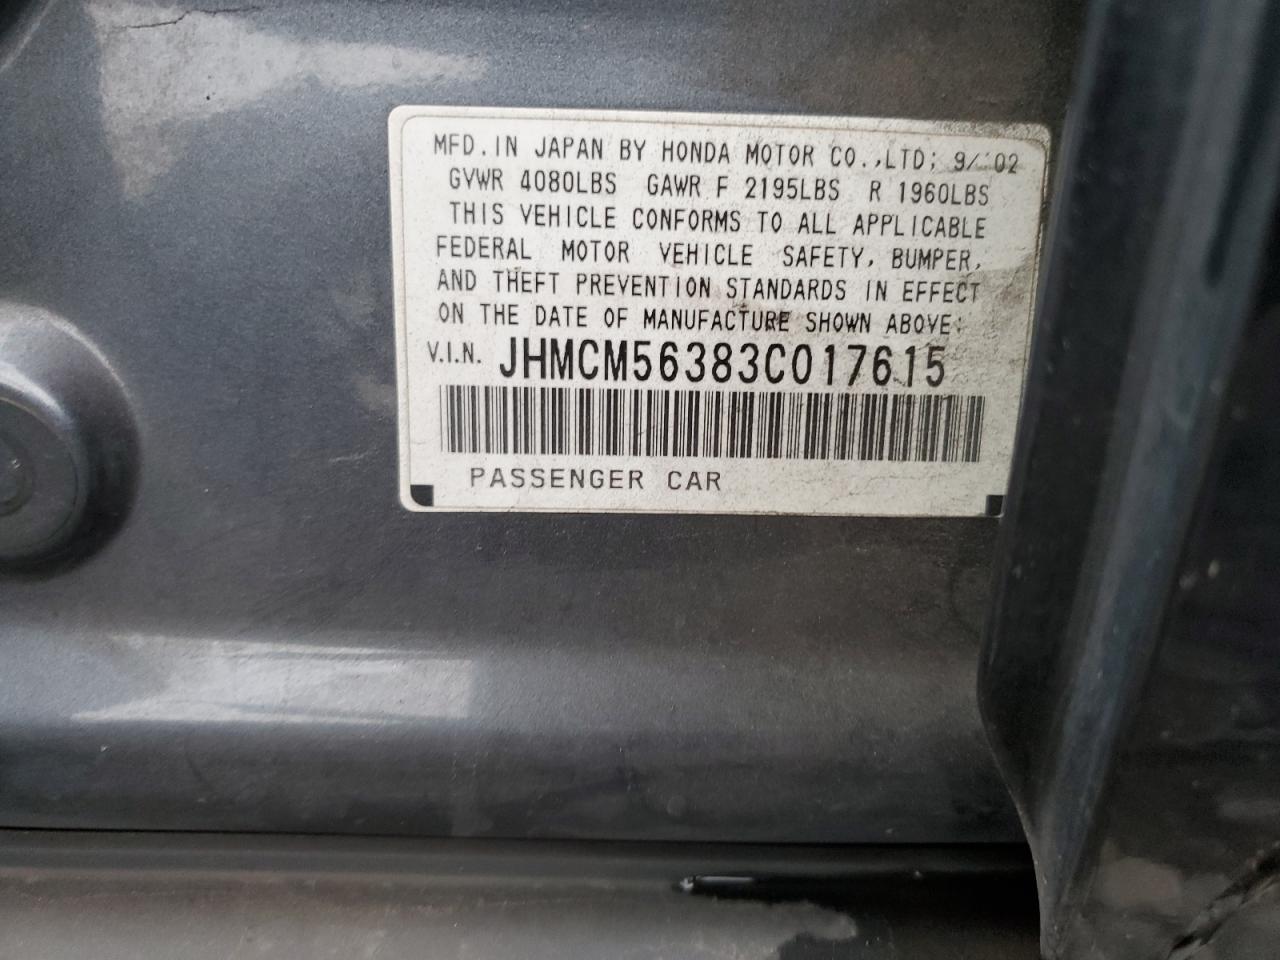 MFD. IN JAPAN BY HONDA MOTOR CO.,LTD; 9/ 02
GVWR 4080LBS GAWR F 2195LBS R 1960LBS
THIS VEHICLE CONFORMS TO ALL APPLICABLE
FEDERAL MOTOR VEHICLE SAFETY, BUMPER,
AND THEFT PREVENTION STANDARDS IN EFFECT
ON THE DATE OF MANUFACTURE SHOWN ABOVE:
V.I.N. JHMCM56383C017615
PASSENGER CAR